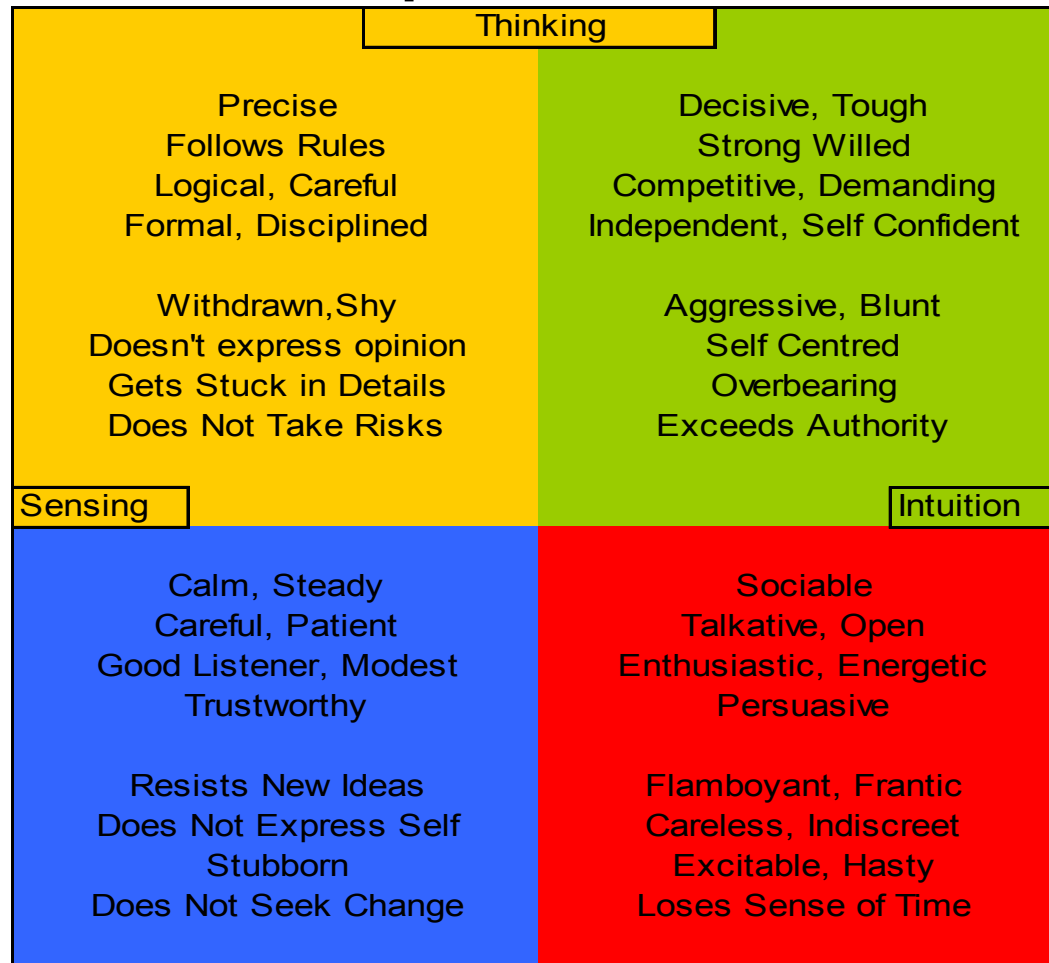 Thinking
Precise
Follows Rules
Logical, Careful
Formal, Disciplined
Withdrawn,Shy
Doesn't express opinion
Gets Stuck in Details
Does Not Take Risks
Decisive, Tough
Strong Willed
Competitive, Demanding
Independent, Self Confident
Aggressive, Blunt
Self Centred
Overbearing
Exceeds Authority
Sensing
Intuition
Calm, Steady
Careful, Patient
Good Listener, Modest
Trustworthy
Resists New Ideas
Does Not Express Self
Stubborn
Does Not Seek Change
Sociable
Talkative, Open
Enthusiastic, Energetic
Persuasive
Flamboyant, Frantic
Careless, Indiscreet
Excitable, Hasty
Loses Sense of Time